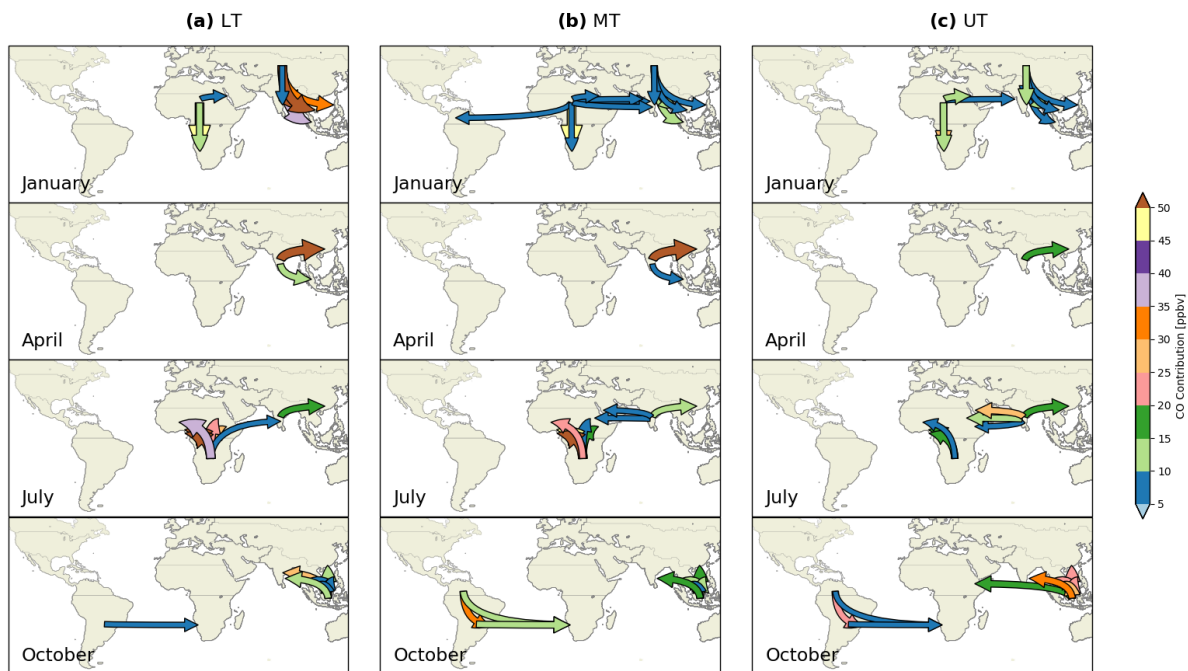 (a) LT
(b) MT
(c) UT
January
January
January
April
April
April
July
July
July
October
October
October
50
45
40
35
30
25
20
15
10
5
CO Contribution [ppbv]